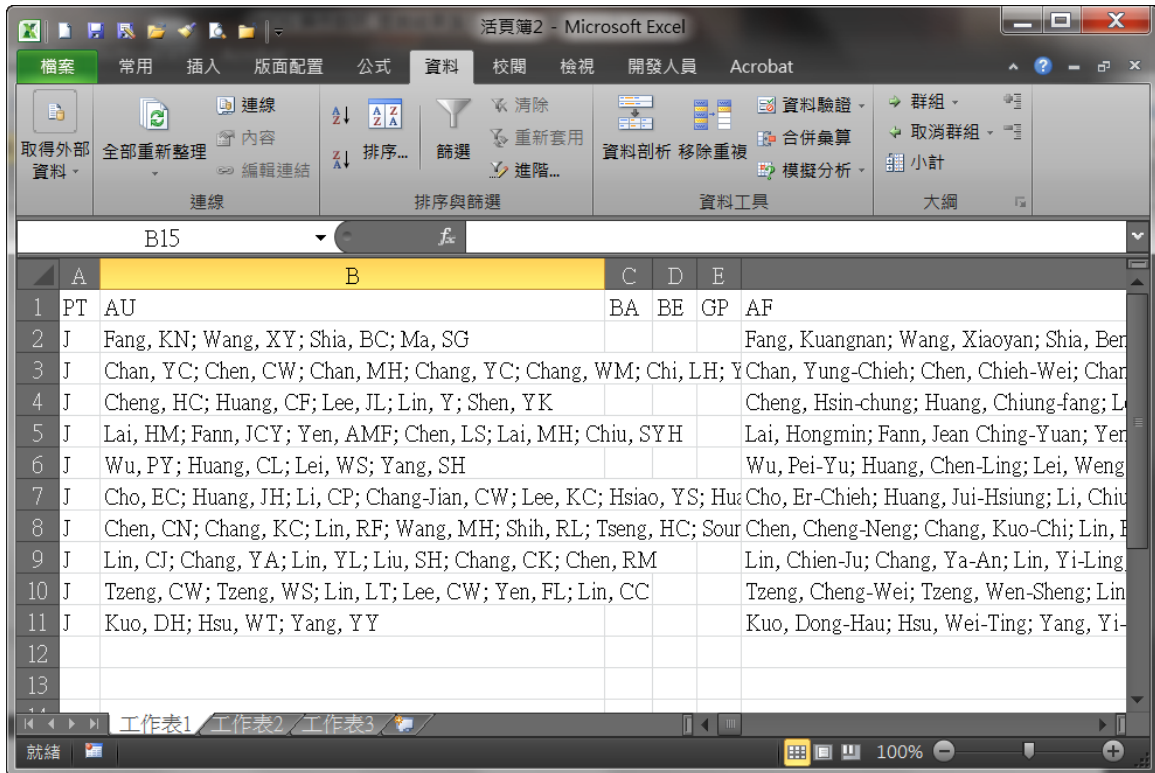 活頁簿2 - Microsoft Excel
檔案 常用 插入 版面配置 公式 資料 校閱 檢視 開發人員 Acrobat
取得外部資料
全部重新整理
連線
內容
編輯連結
連線
排序...
篩選
清除
重新套用
進階...
排序與篩選
資料剖析
移除重複
資料驗證
合併彙算
模擬分析
資料工具
群組
取消群組
小計
大綱
B15 fx
A B C D E
1 PT AU BA BE GP AF
2 J Fang, KN; Wang, XY; Shia, BC; Ma, SG Fang, Kuangnan; Wang, Xiaoyan; Shia, Ben
3 J Chan, YC; Chen, CW; Chan, MH; Chang, YC; Chang, WM; Chi, LH; Chan, Yung-Chieh; Chen, Chieh-Wei; Chan
4 J Cheng, HC; Huang, CF; Lee, JL; Lin, Y; Shen, YK Cheng, Hsin-chung; Huang, Chiung-fang;
5 J Lai, HM; Fann, JCY; Yen, AMF; Chen, LS; Lai, MH; Chiu, SYH Lai, Hongmin; Fann, Jean Ching-Yuan; Yen
6 J Wu, PY; Huang, CL; Lei, WS; Yang, SH Wu, Pei-Yu; Huang, Chen-Ling; Lei, Weng
7 J Cho, EC; Huang, JH; Li, CP; Chang-Jian, CW; Lee, KC; Hsiao, YS; Hua Cho, Er-Chieh; Huang, Jui-Hsiung; Li, Chiu
8 J Chen, CN; Chang, KC; Lin, RF; Wang, MH; Shih, RL; Tseng, HC; Soun Chen, Cheng-Neng; Chang, Kuo-Chi; Lin,
9 J Lin, CJ; Chang, YA; Lin, YL; Liu, SH; Chang, CK; Chen, RM Lin, Chien-Ju; Chang, Ya-An; Lin, Yi-Ling,
10 J Tzeng, CW; Tzeng, WS; Lin, LT; Lee, CW; Yen, FL; Lin, CC Tzeng, Cheng-Wei; Tzeng, Wen-Sheng; Lin
11 J Kuo, DH; Hsu, WT; Yang, YY Kuo, Dong-Hau; Hsu, Wei-Ting; Yang, Yi-
12
13
工作表1 工作表2 工作表3
就緒 100%